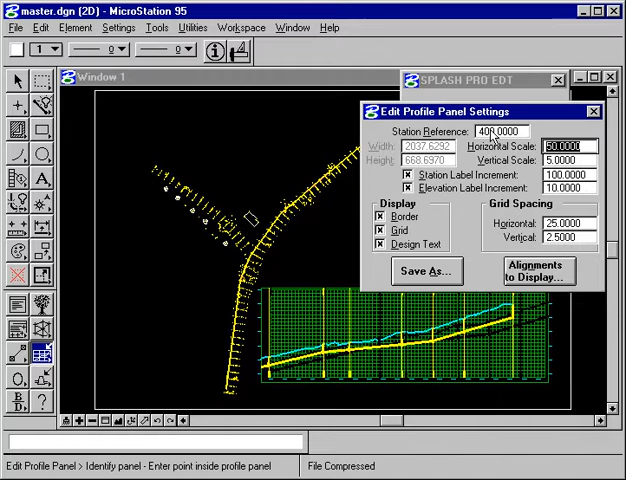 master.dgn (2D) - MicroStation 95
File Edit Element Settings Tools Utilities Workspace Window Help
1 0 0
Window 1
SPLASH PRO EDT
Edit Profile Panel Settings
Station Reference: 400.0000
Width: 2037.6292 Horizontal Scale: 50.0000
Height: 668.6970 Vertical Scale: 5.0000
Station Label Increment: 100.0000
Elevation Label Increment: 10.0000
Display Grid Spacing
Border
Grid Horizontal: 25.0000
Design Text Vertical: 2.5000
Save As... Alignments
to Display...
Edit Profile Panel > Identify panel - Enter point inside profile panel File Compressed